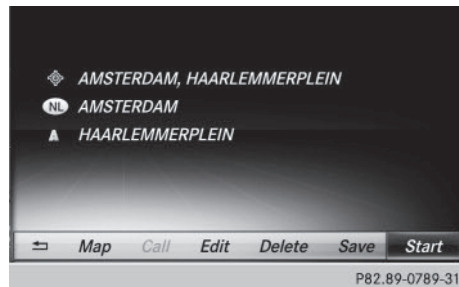 AMSTERDAM, HAARLEMMERPLEIN
NL AMSTERDAM
HAARLEMMERPLEIN
Map Call Edit Delete Save Start
P82.89-0789-31